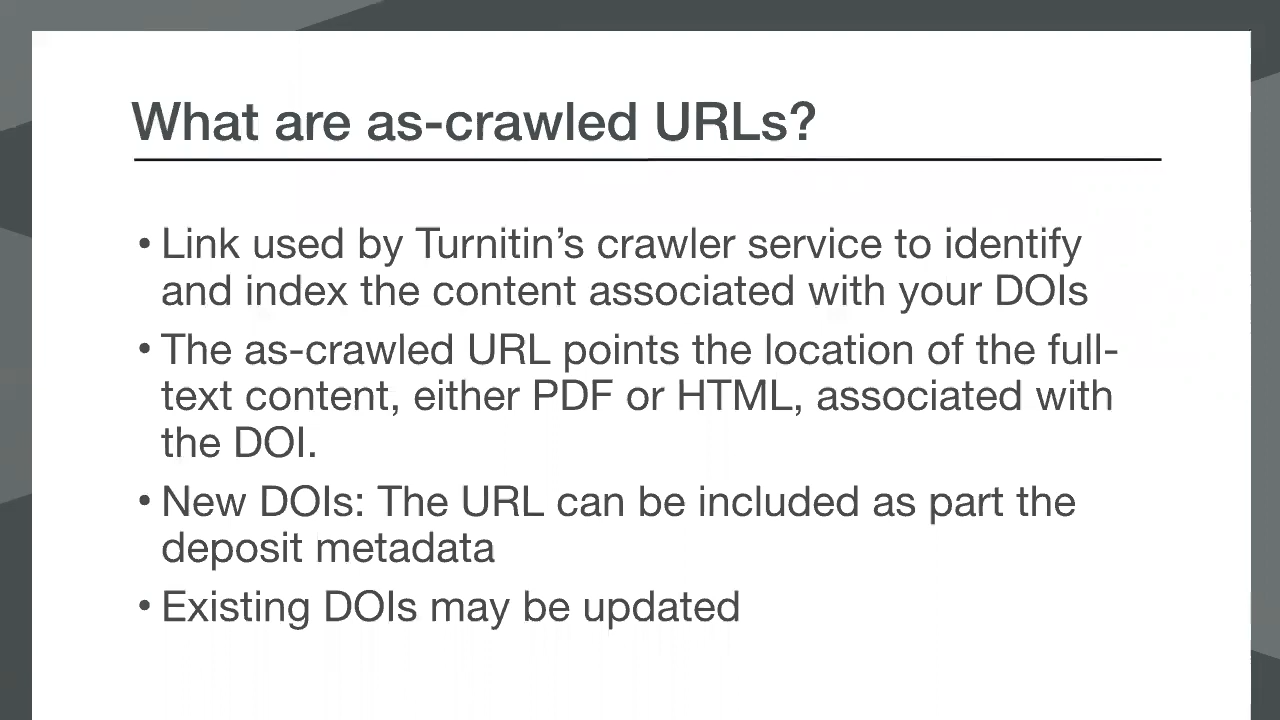 What are as-crawled URLs?
• Link used by Turnitin’s crawler service to identify
and index the content associated with your DOIs
• The as-crawled URL points the location of the full-
text content, either PDF or HTML, associated with
the DOI.
• New DOIs: The URL can be included as part the
deposit metadata
• Existing DOIs may be updated